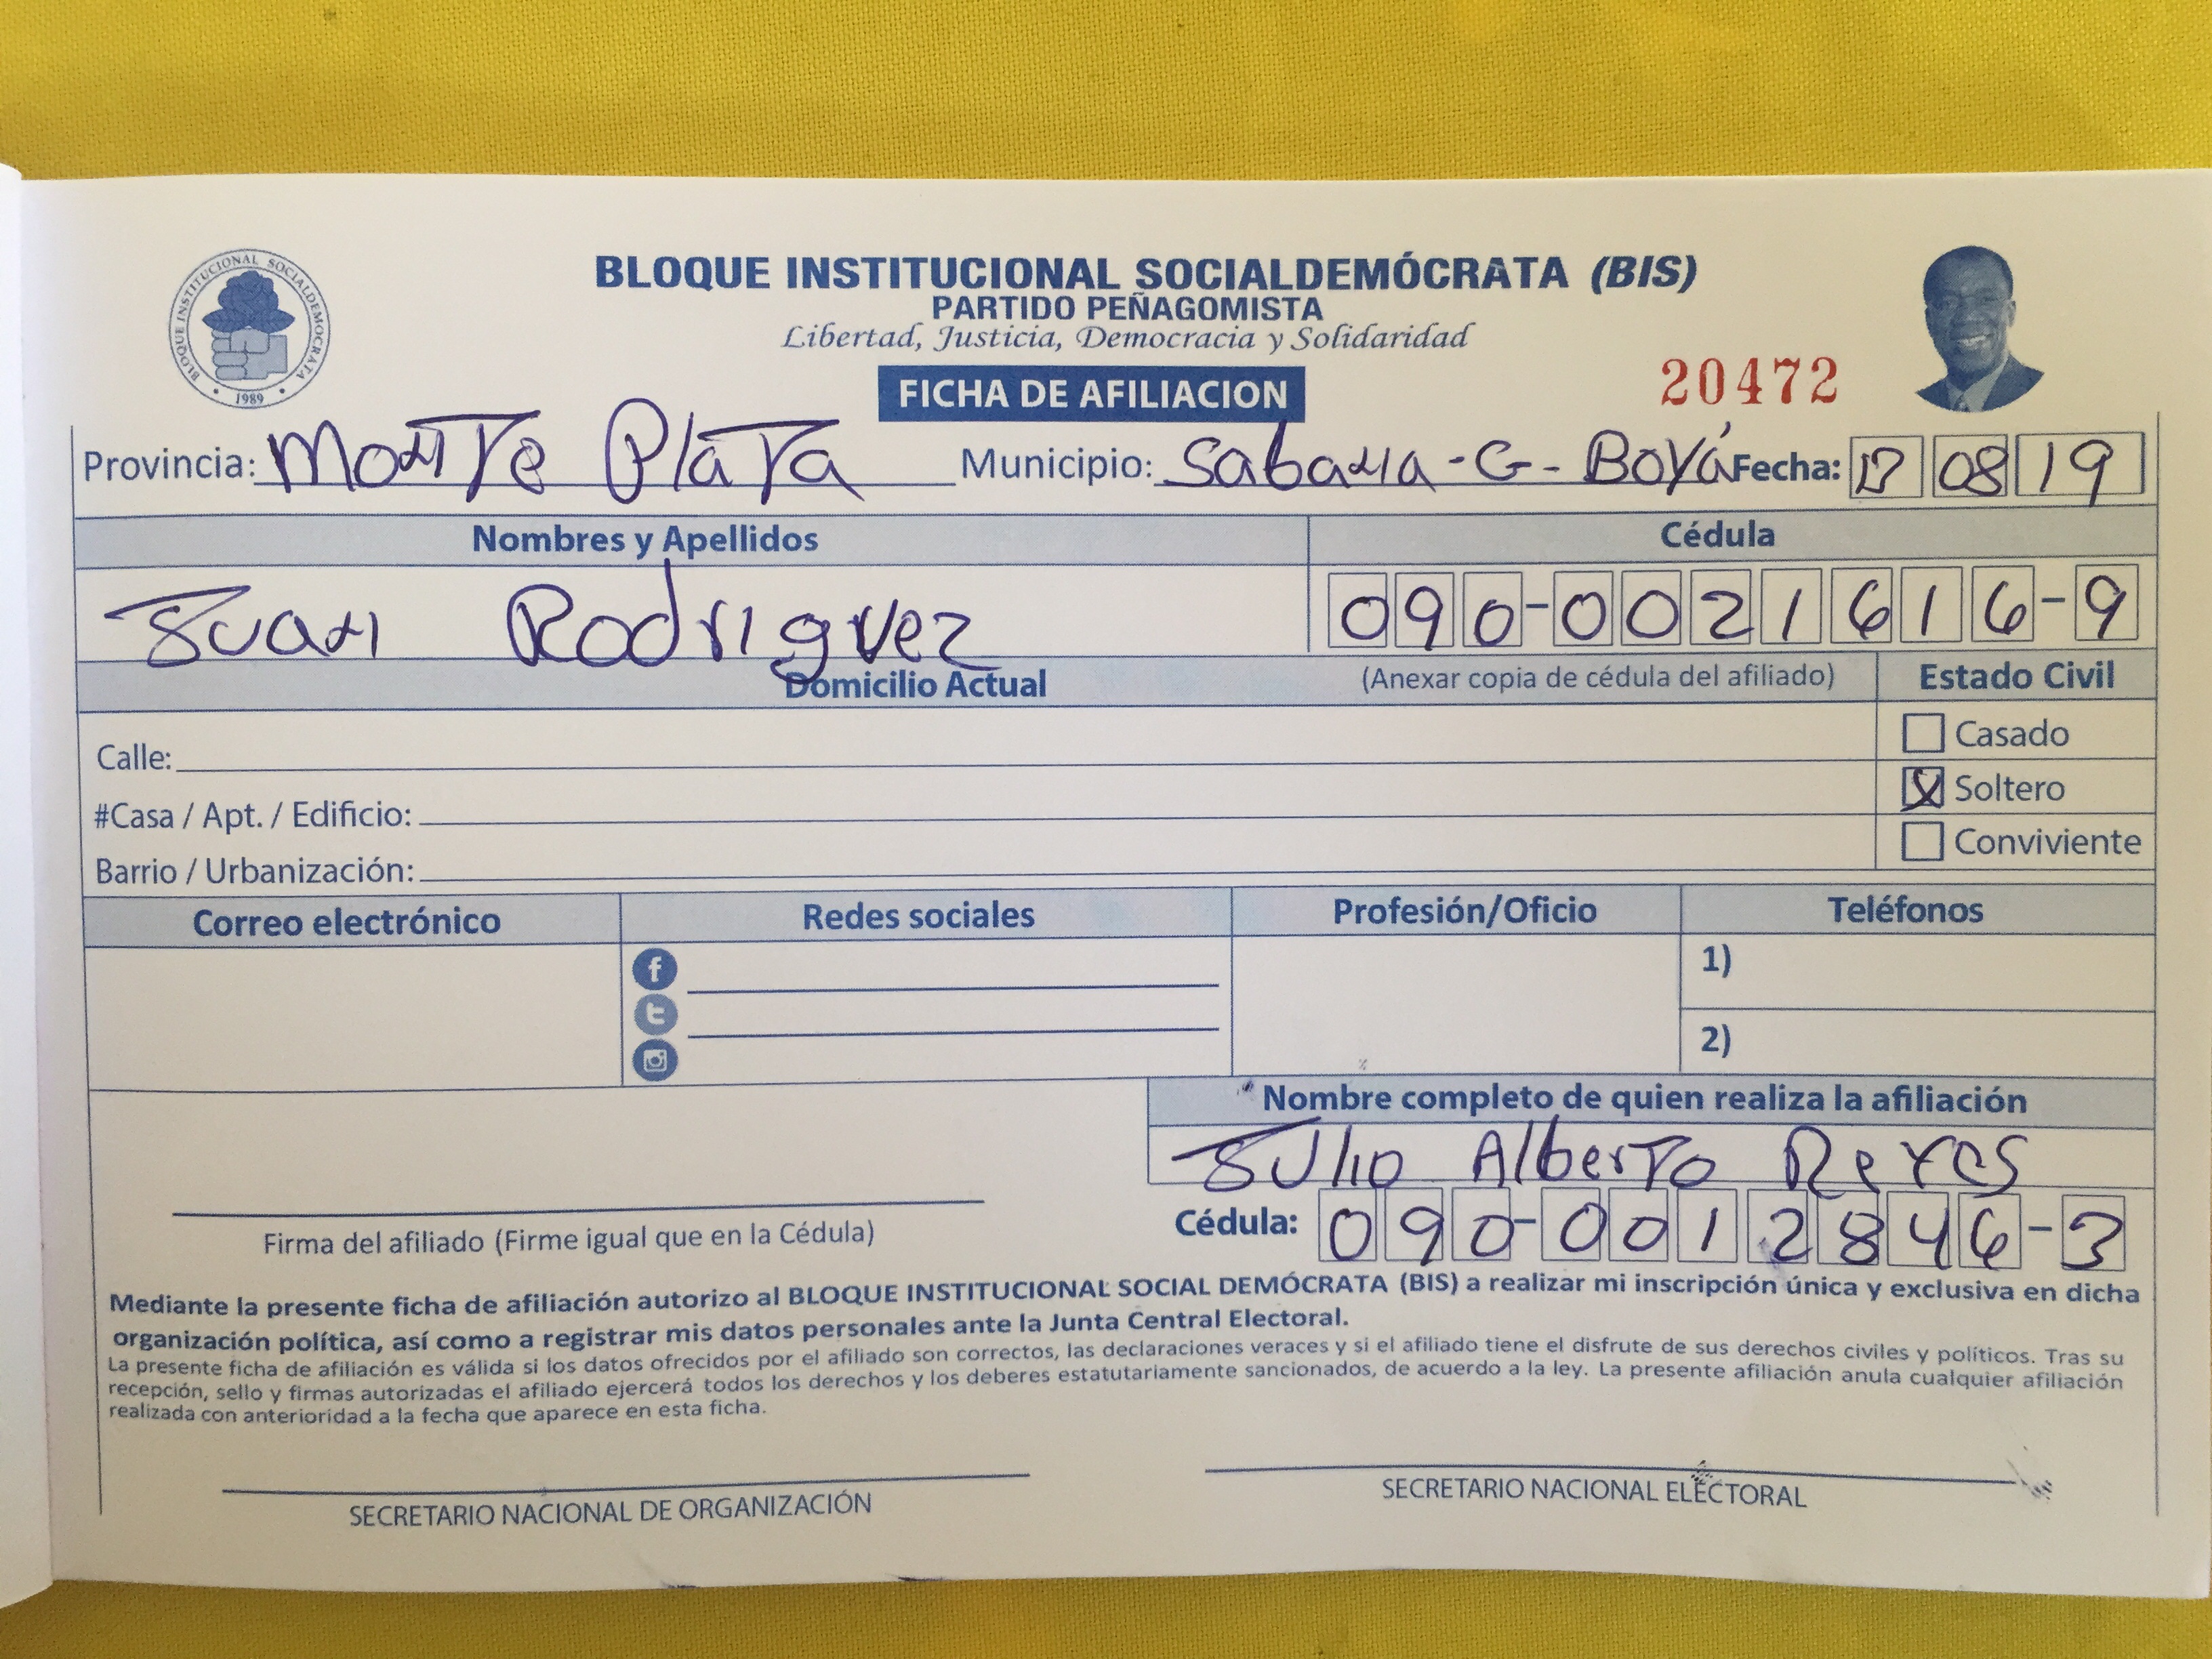 BLOQUE INSTITUCIONAL SOCIALDEMOCRATA
1989
BLOQUE INSTITUCIONAL SOCIALDEMÓCRATA (BIS)
PARTIDO PEÑAGOMISTA
Libertad, Justicia, Democracia y Solidaridad
FICHA DE AFILIACION
20472
Provincia: Monte Plata Municipio: Sabana-G-Boyá Fecha: 17 08 19
Nombres y Apellidos Cédula
Juan Rodriguez 090-0021616-9
Domicilio Actual (Anexar copia de cédula del afiliado) Estado Civil
Calle: Casado
#Casa / Apt. / Edificio: X Soltero
Barrio / Urbanización: Conviviente
Correo electrónico Redes sociales Profesión/Oficio Teléfonos
1)
2)
Nombre completo de quien realiza la afiliación
Julio Alberto Reyes
Cédula: 090-0012846-3
Firma del afiliado (Firme igual que en la Cédula)
Mediante la presente ficha de afiliación autorizo al BLOQUE INSTITUCIONAL SOCIAL DEMÓCRATA (BIS) a realizar mi inscripción única y exclusiva en dicha
organización política, así como a registrar mis datos personales ante la Junta Central Electoral.
La presente ficha de afiliación es válida si los datos ofrecidos por el afiliado son correctos, las declaraciones veraces y si el afiliado tiene el disfrute de sus derechos civiles y políticos. Tras su
recepción, sello y firmas autorizadas el afiliado ejercerá todos los derechos y los deberes estatutariamente sancionados, de acuerdo a la ley. La presente afiliación anula cualquier afiliación
realizada con anterioridad a la fecha que aparece en esta ficha.
SECRETARIO NACIONAL DE ORGANIZACIÓN SECRETARIO NACIONAL ELECTORAL